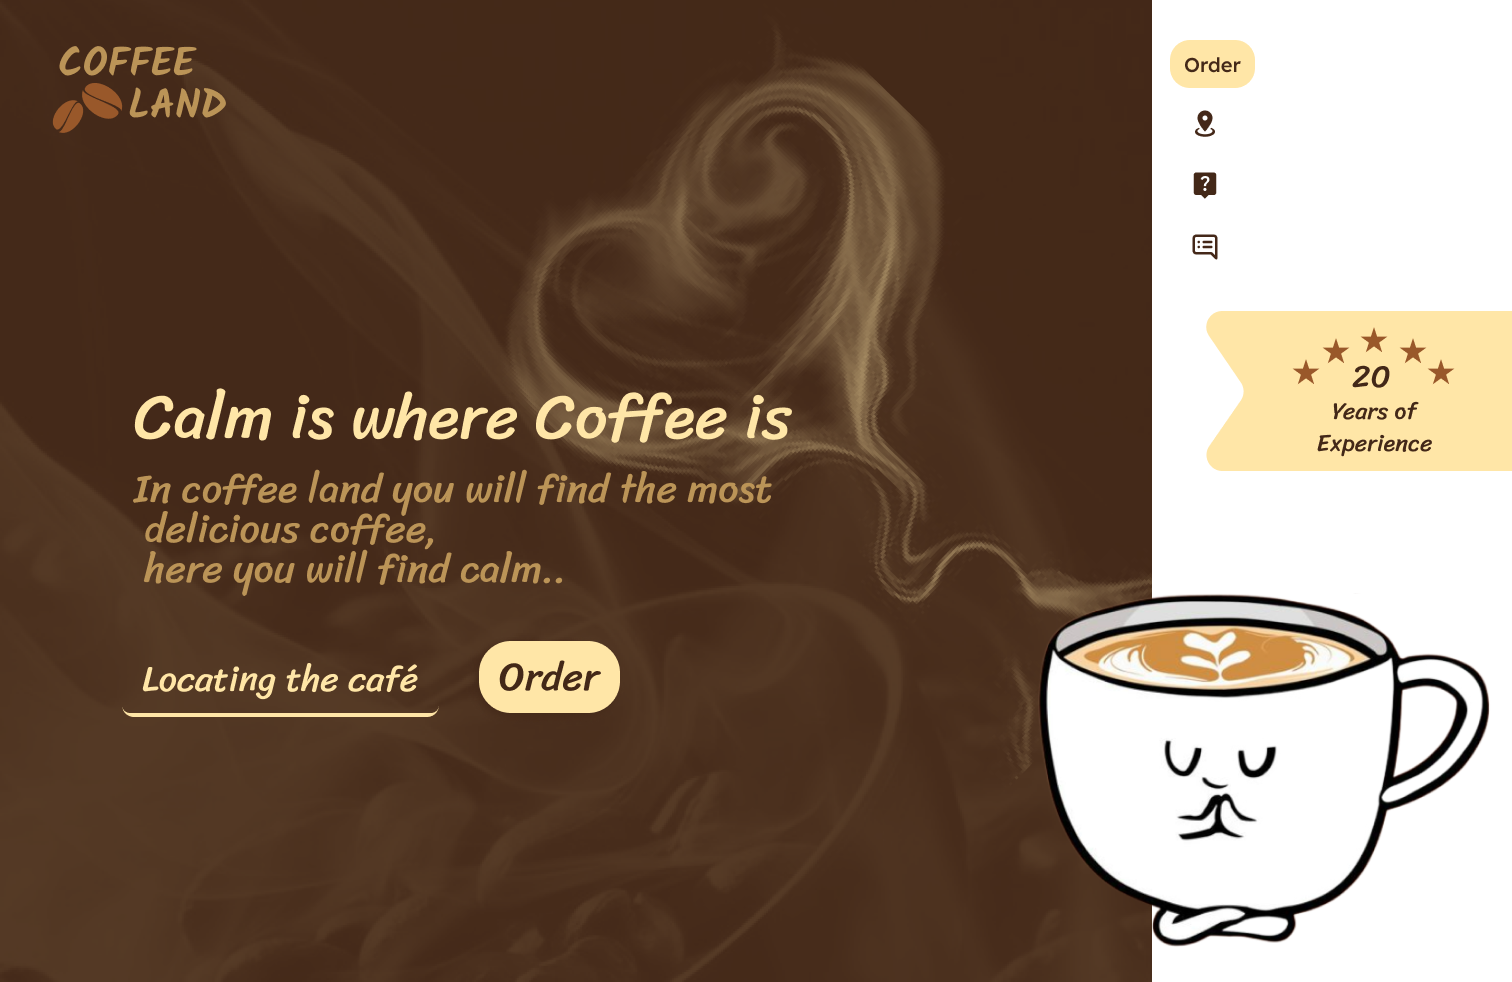 COFFEE
LAND
Order
?
20
Years of
Experience
Calm is where Coffee is
In coffee land you will find the most
delicious coffee,
here you will find calm..
Locating the café
Order